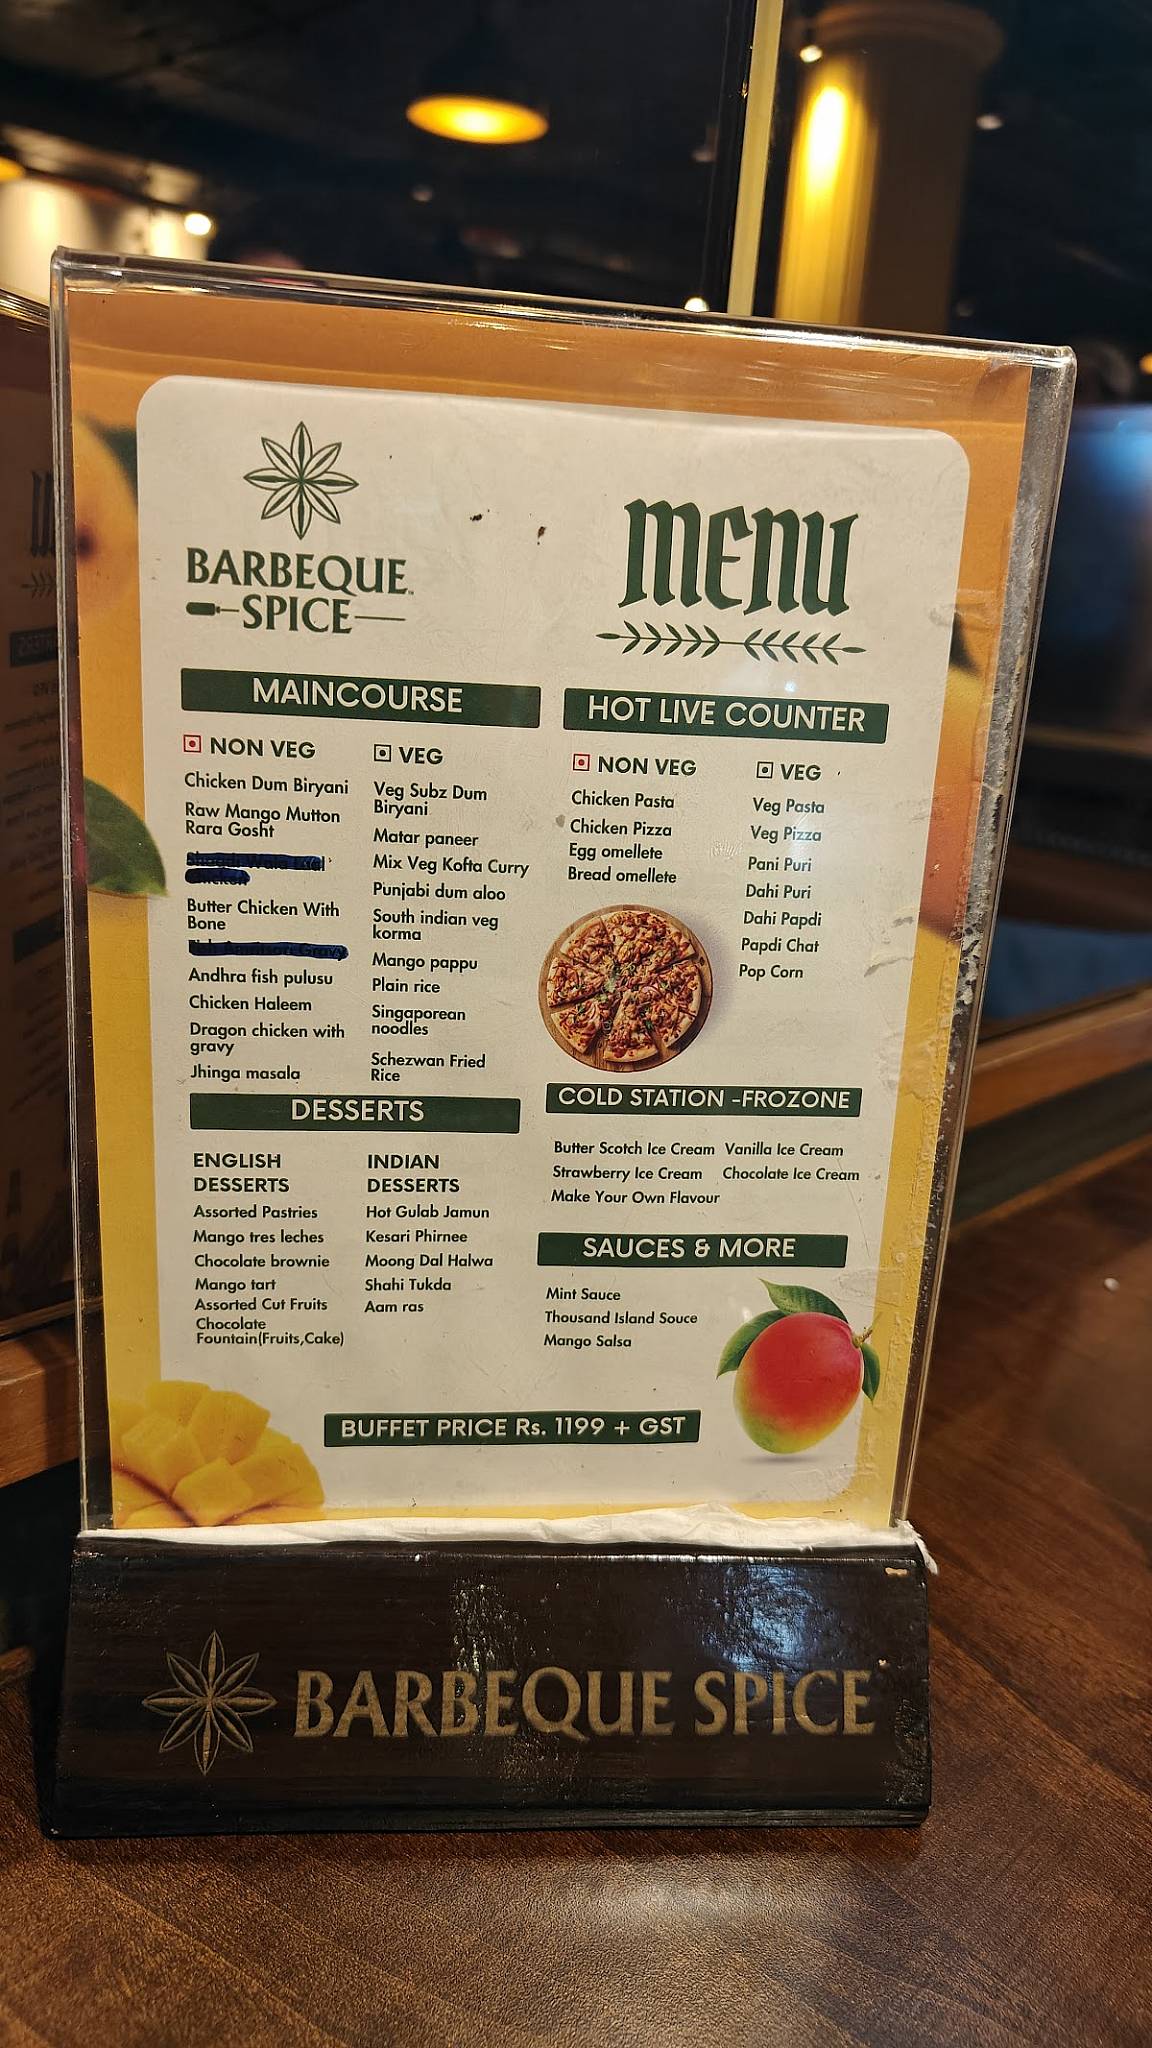 BARBEQUE
SPICE
MENU
MAINCOURSE
NON VEG
Chicken Dum Biryani
Raw Mango Mutton
Rara Gosht
Butter Chicken With
Bone
Andhra fish pulusu
Chicken Haleem
Dragon chicken with
gravy
Jhinga masala
VEG
Veg Subz Dum
Biryani
Matar paneer
Mix Veg Kofta Curry
Punjabi dum aloo
South indian veg
korma
Mango pappu
Plain rice
Singaporean
noodles
Schezwan Fried
Rice
HOT LIVE COUNTER
NON VEG
Chicken Pasta
Chicken Pizza
Egg omellete
Bread omellete
VEG
Veg Pasta
Veg Pizza
Pani Puri
Dahi Puri
Dahi Papdi
Papdi Chat
Pop Corn
DESSERTS
ENGLISH
DESSERTS
Assorted Pastries
Mango tres leches
Chocolate brownie
Mango tart
Assorted Cut Fruits
Chocolate
Fountain(Fruits,Cake)
INDIAN
DESSERTS
Hot Gulab Jamun
Kesari Phirnee
Moong Dal Halwa
Shahi Tukda
Aam ras
COLD STATION -FROZONE
Butter Scotch Ice Cream Vanilla Ice Cream
Strawberry Ice Cream Chocolate Ice Cream
Make Your Own Flavour
SAUCES & MORE
Mint Sauce
Thousand Island Souce
Mango Salsa
BUFFET PRICE Rs. 1199 + GST
BARBEQUE SPICE